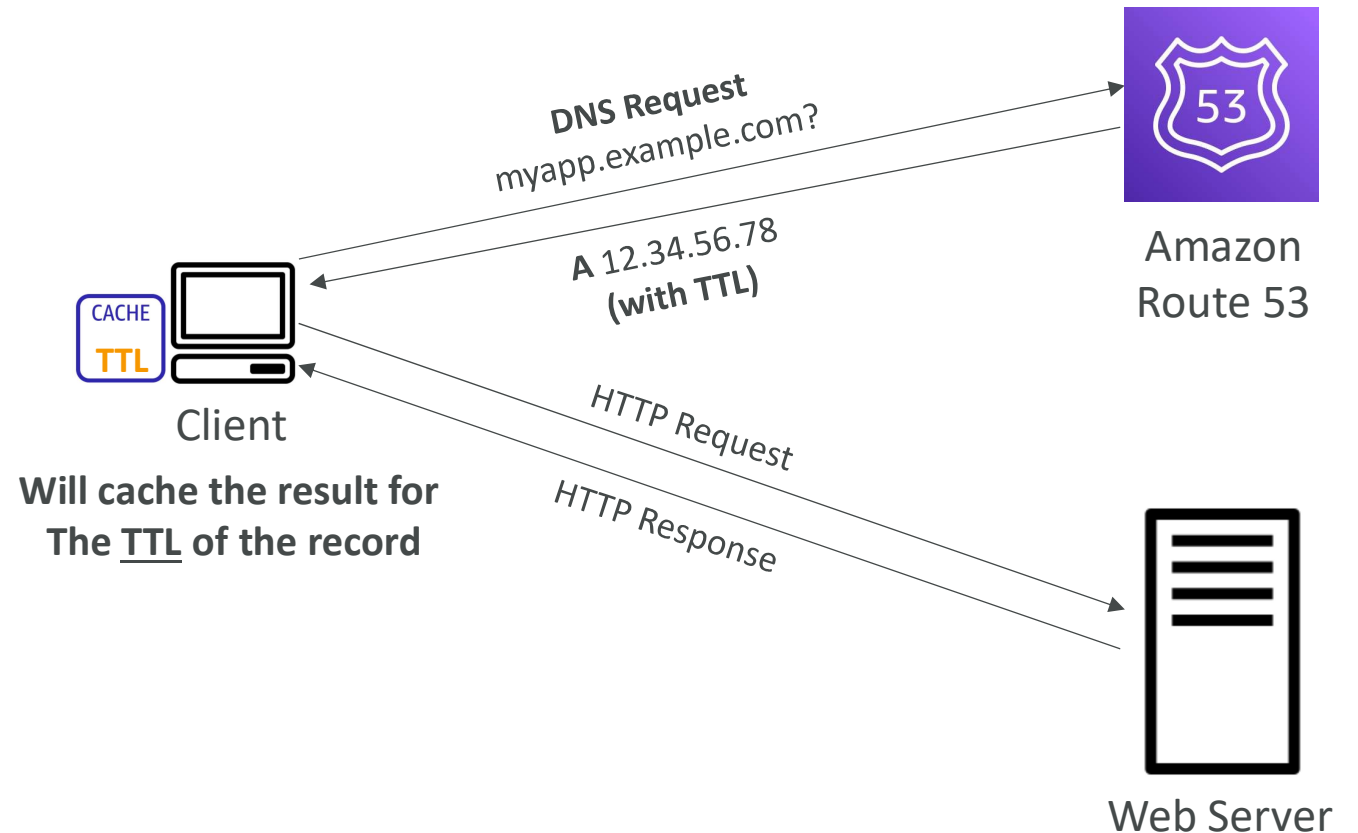 DNS Request
myapp.example.com?
53
Amazon
Route 53
A 12.34.56.78
(with TTL)
CACHE
TTL
Client
Will cache the result for
The TTL of the record
HTTP Request
HTTP Response
Web Server